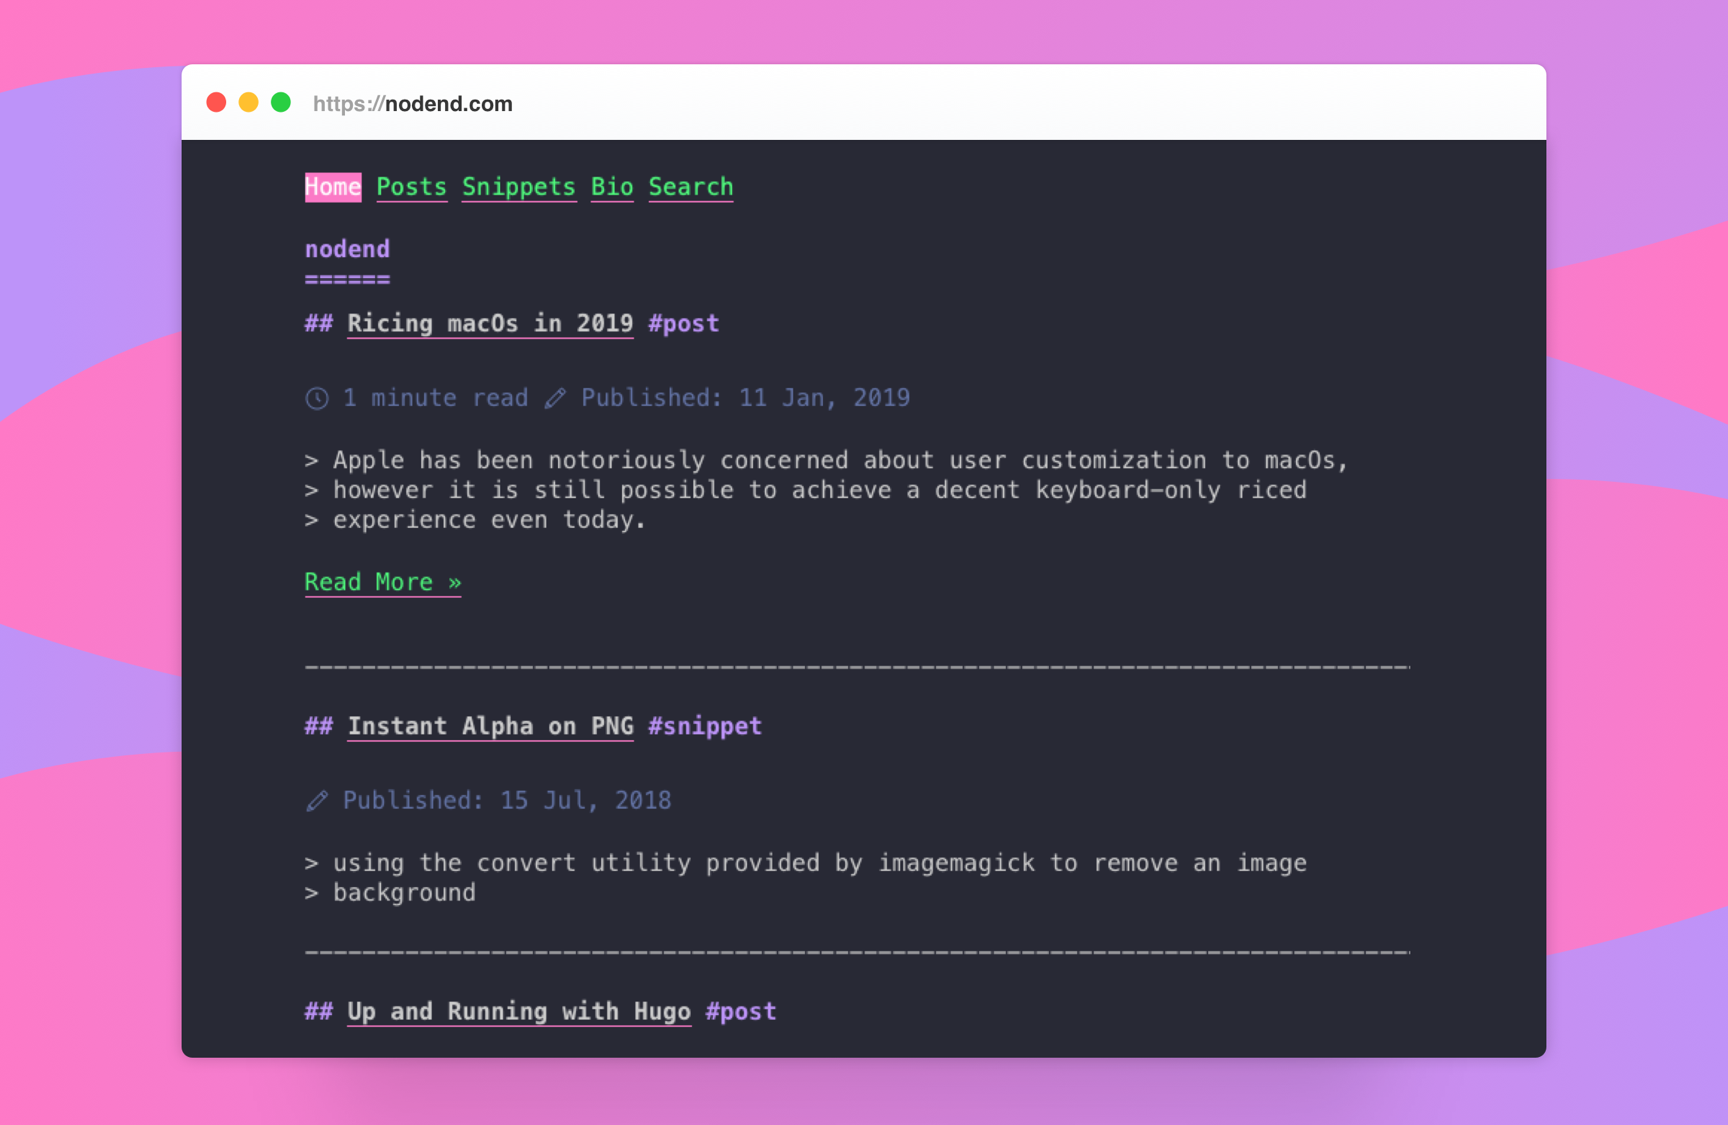 https://nodend.com
Home Posts Snippets Bio Search
nodend
======
## Ricing macOs in 2019 #post
1 minute read Published: 11 Jan, 2019
> Apple has been notoriously concerned about user customization to macOs,
> however it is still possible to achieve a decent keyboard-only riced
> experience even today.
Read More »
------------------------------------------------------------------------------
## Instant Alpha on PNG #snippet
Published: 15 Jul, 2018
> using the convert utility provided by imagemagick to remove an image
> background
------------------------------------------------------------------------------
## Up and Running with Hugo #post